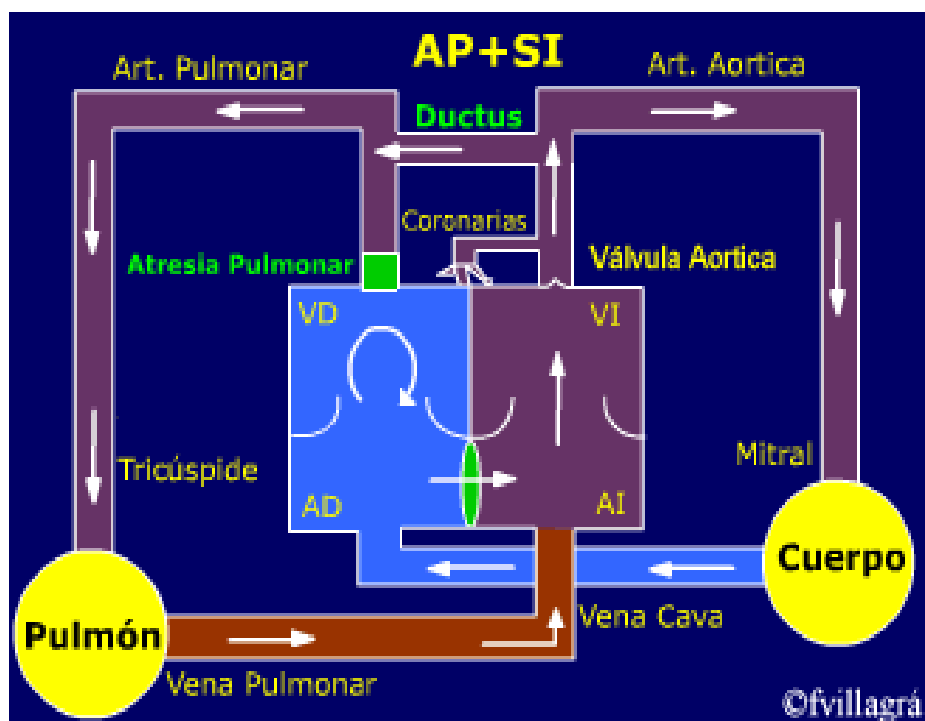 AP+SI
Art. Pulmonar
Art. Aortica
Ductus
Coronarias
Atresia Pulmonar
Válvula Aortica
VD
VI
Tricúspide
Mitral
AD
AI
Cuerpo
Pulmón
Vena Cava
Vena Pulmonar
©fvillagrá